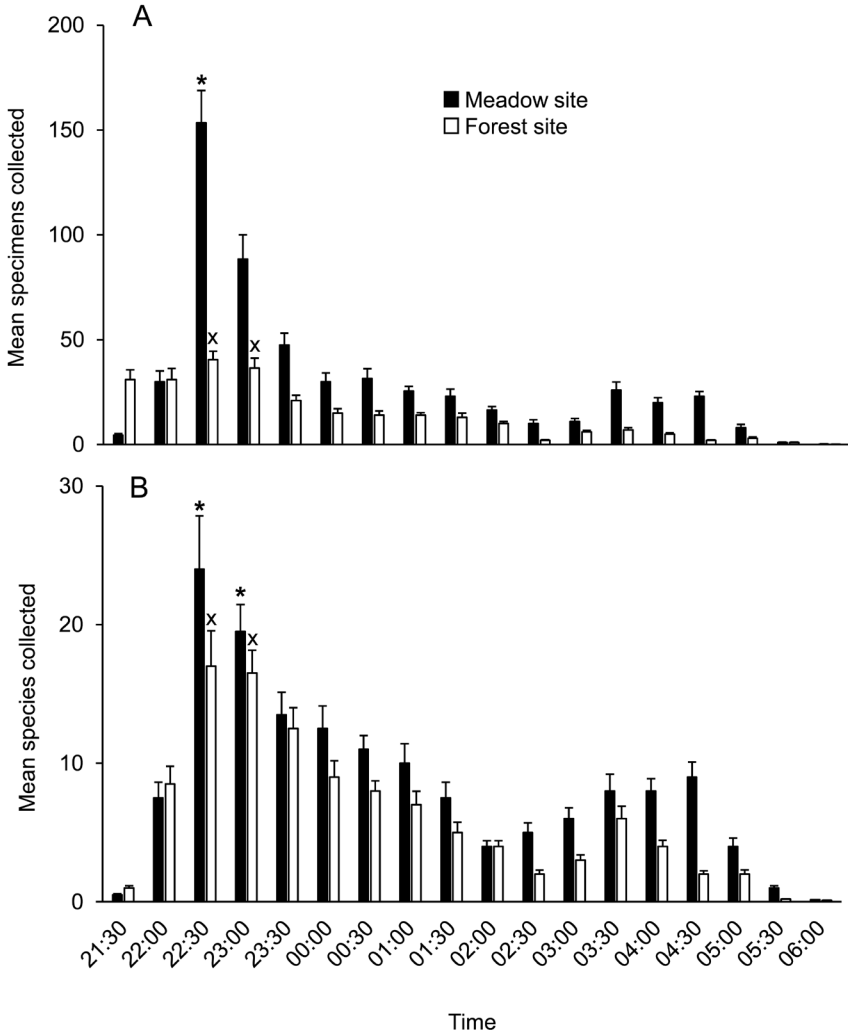 A
200
150
100
50
0
Mean specimens collected
*
x
x
Meadow site
Forest site
B
30
20
10
0
Mean species collected
*
x
*
x
21:30
22:00
22:30
23:00
23:30
00:00
00:30
01:00
01:30
02:00
02:30
03:00
03:30
04:00
04:30
05:00
05:30
06:00
Time